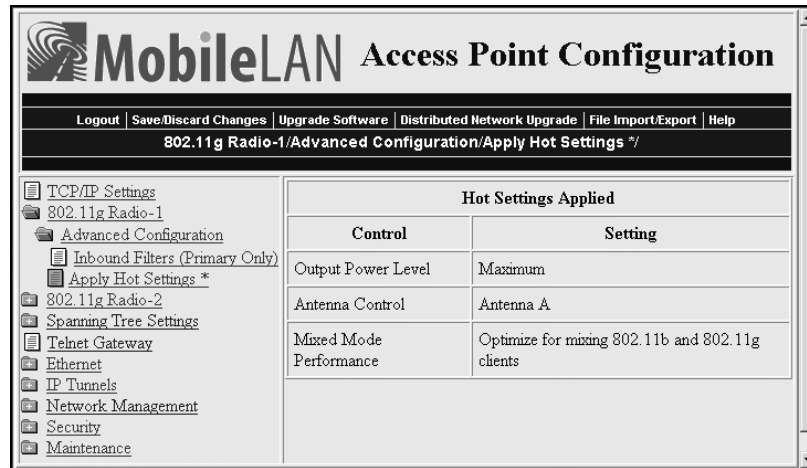 MobileLAN Access Point Configuration
Logout | Save/Discard Changes | Upgrade Software | Distributed Network Upgrade | File Import/Export | Help
802.11g Radio-1/Advanced Configuration/Apply Hot Settings */
TCP/IP Settings
802.11g Radio-1
Advanced Configuration
Inbound Filters (Primary Only)
Apply Hot Settings *
802.11g Radio-2
Spanning Tree Settings
Telnet Gateway
Ethernet
IP Tunnels
Network Management
Security
Maintenance
Hot Settings Applied
Control Setting
Output Power Level Maximum
Antenna Control Antenna A
Mixed Mode Optimize for mixing 802.11b and 802.11g
Performance clients